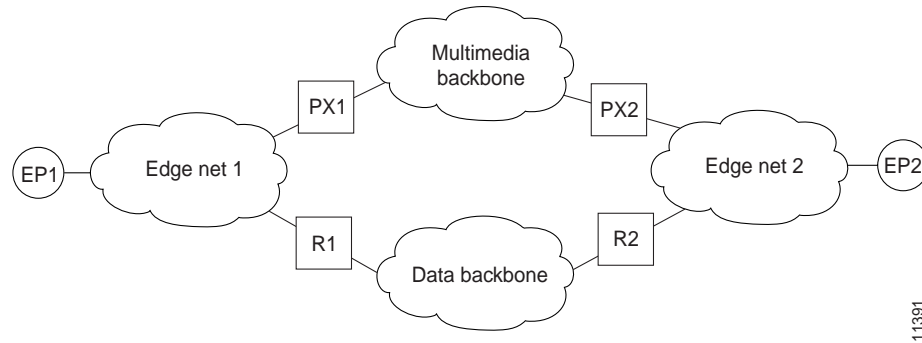 Multimedia
backbone
PX1
PX2
EP1
Edge net 1
Edge net 2
EP2
R1
Data backbone
R2
11391